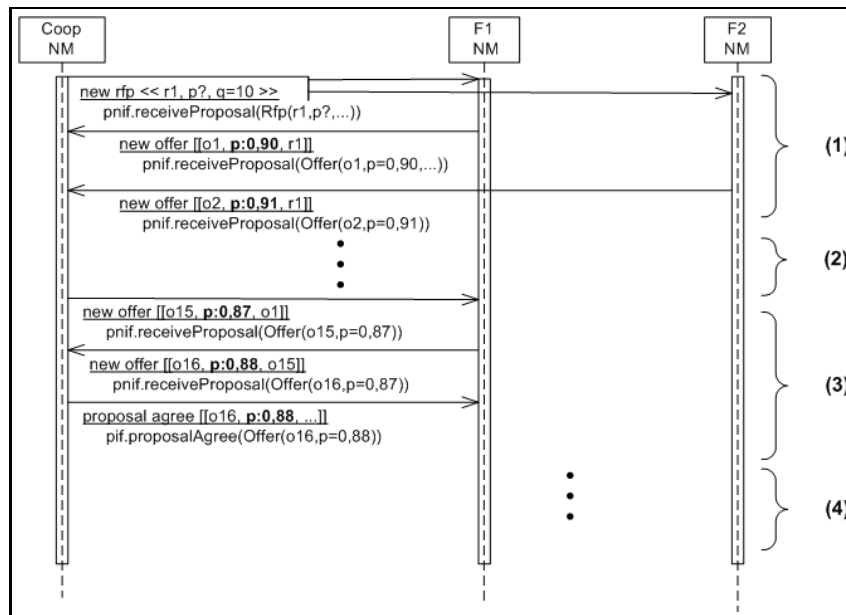 Coop
NM
F1
NM
F2
NM
new rfp << r1, p?, q=10 >>
pnif.receiveProposal(Rfp(r1,p?,...))
new offer [[o1, p:0,90, r1]]
pnif.receiveProposal(Offer(o1,p=0,90,...))
(1)
new offer [[o2, p:0,91, r1]]
pnif.receiveProposal(Offer(o2,p=0,91))
(2)
new offer [[o15, p:0,87, o1]]
pnif.receiveProposal(Offer(o15,p=0,87))
new offer [[o16, p:0,88, o15]]
pnif.receiveProposal(Offer(o16,p=0,87))
(3)
proposal agree [[o16, p:0,88, ...]]
pif.proposalAgree(Offer(o16,p=0,88))
(4)